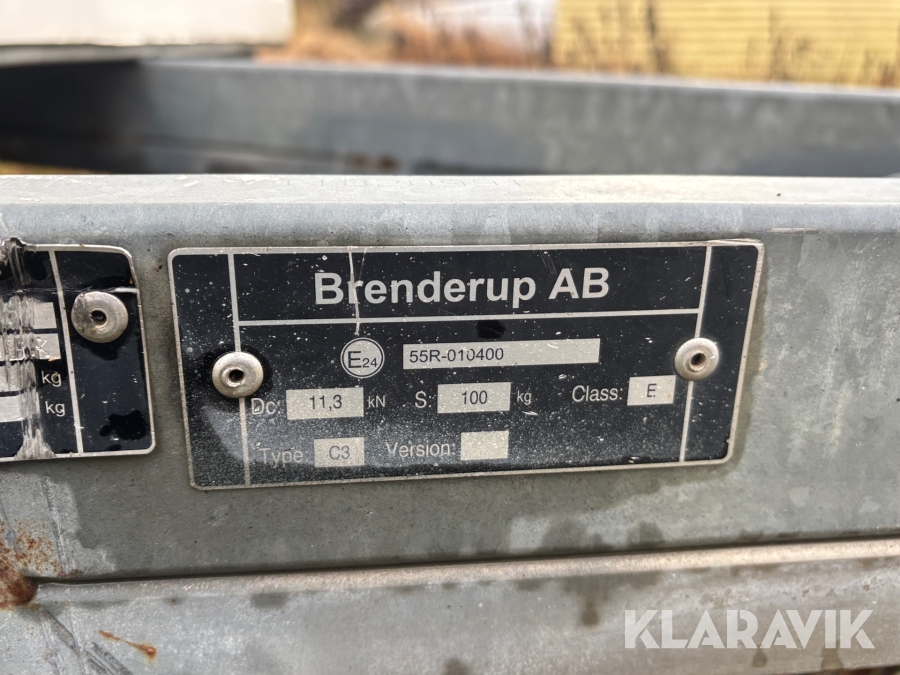 Brenderup AB
E24 55R-010400
Dc: 11,3 kN S: 100 kg Class: E
Type: C3 Version:
kg
kg
KLARAVIK